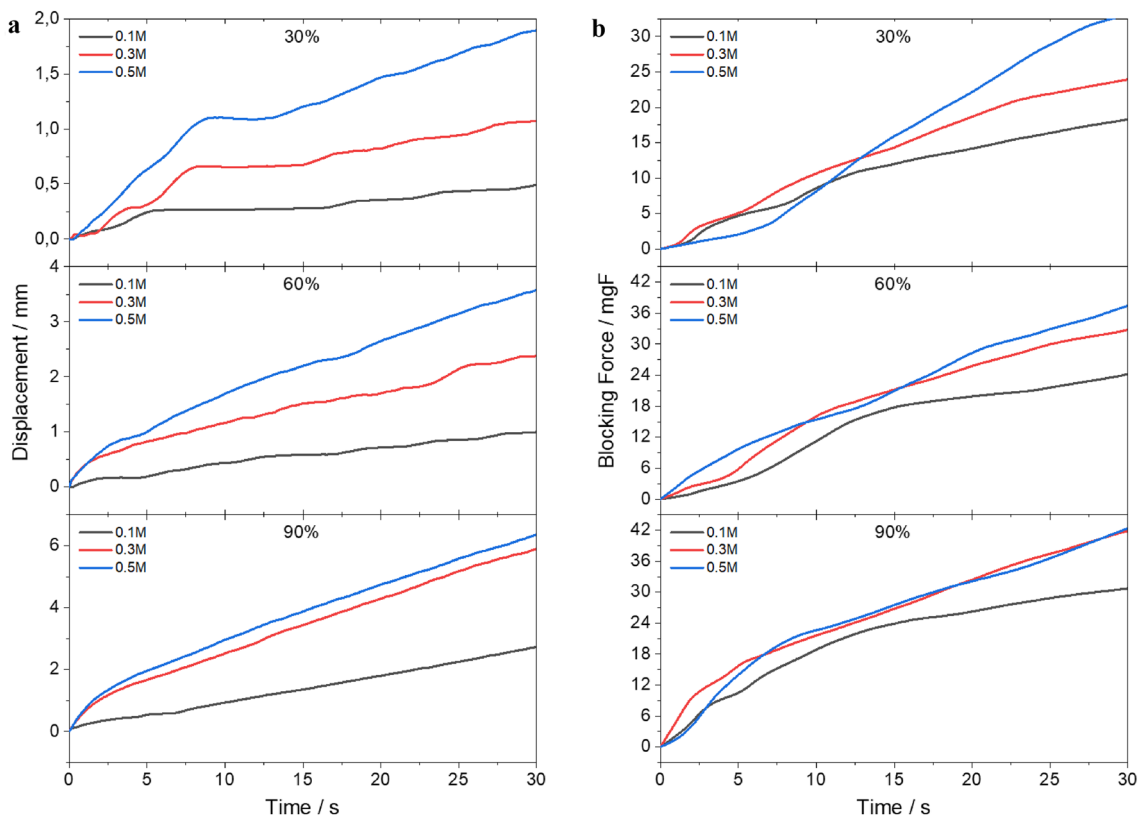 a
Displacement / mm
2,0
1,5
1,0
0,5
0,0
30%
0.1M
0.3M
0.5M
4
3
2
1
0
60%
0.1M
0.3M
0.5M
6
4
2
0
90%
0.1M
0.3M
0.5M
0 5 10 15 20 25 30
Time / s
b
Blocking Force / mgF
30
25
20
15
10
5
0
30%
0.1M
0.3M
0.5M
42
36
30
24
18
12
6
0
60%
0.1M
0.3M
0.5M
42
36
30
24
18
12
6
0
90%
0.1M
0.3M
0.5M
0 5 10 15 20 25 30
Time / s